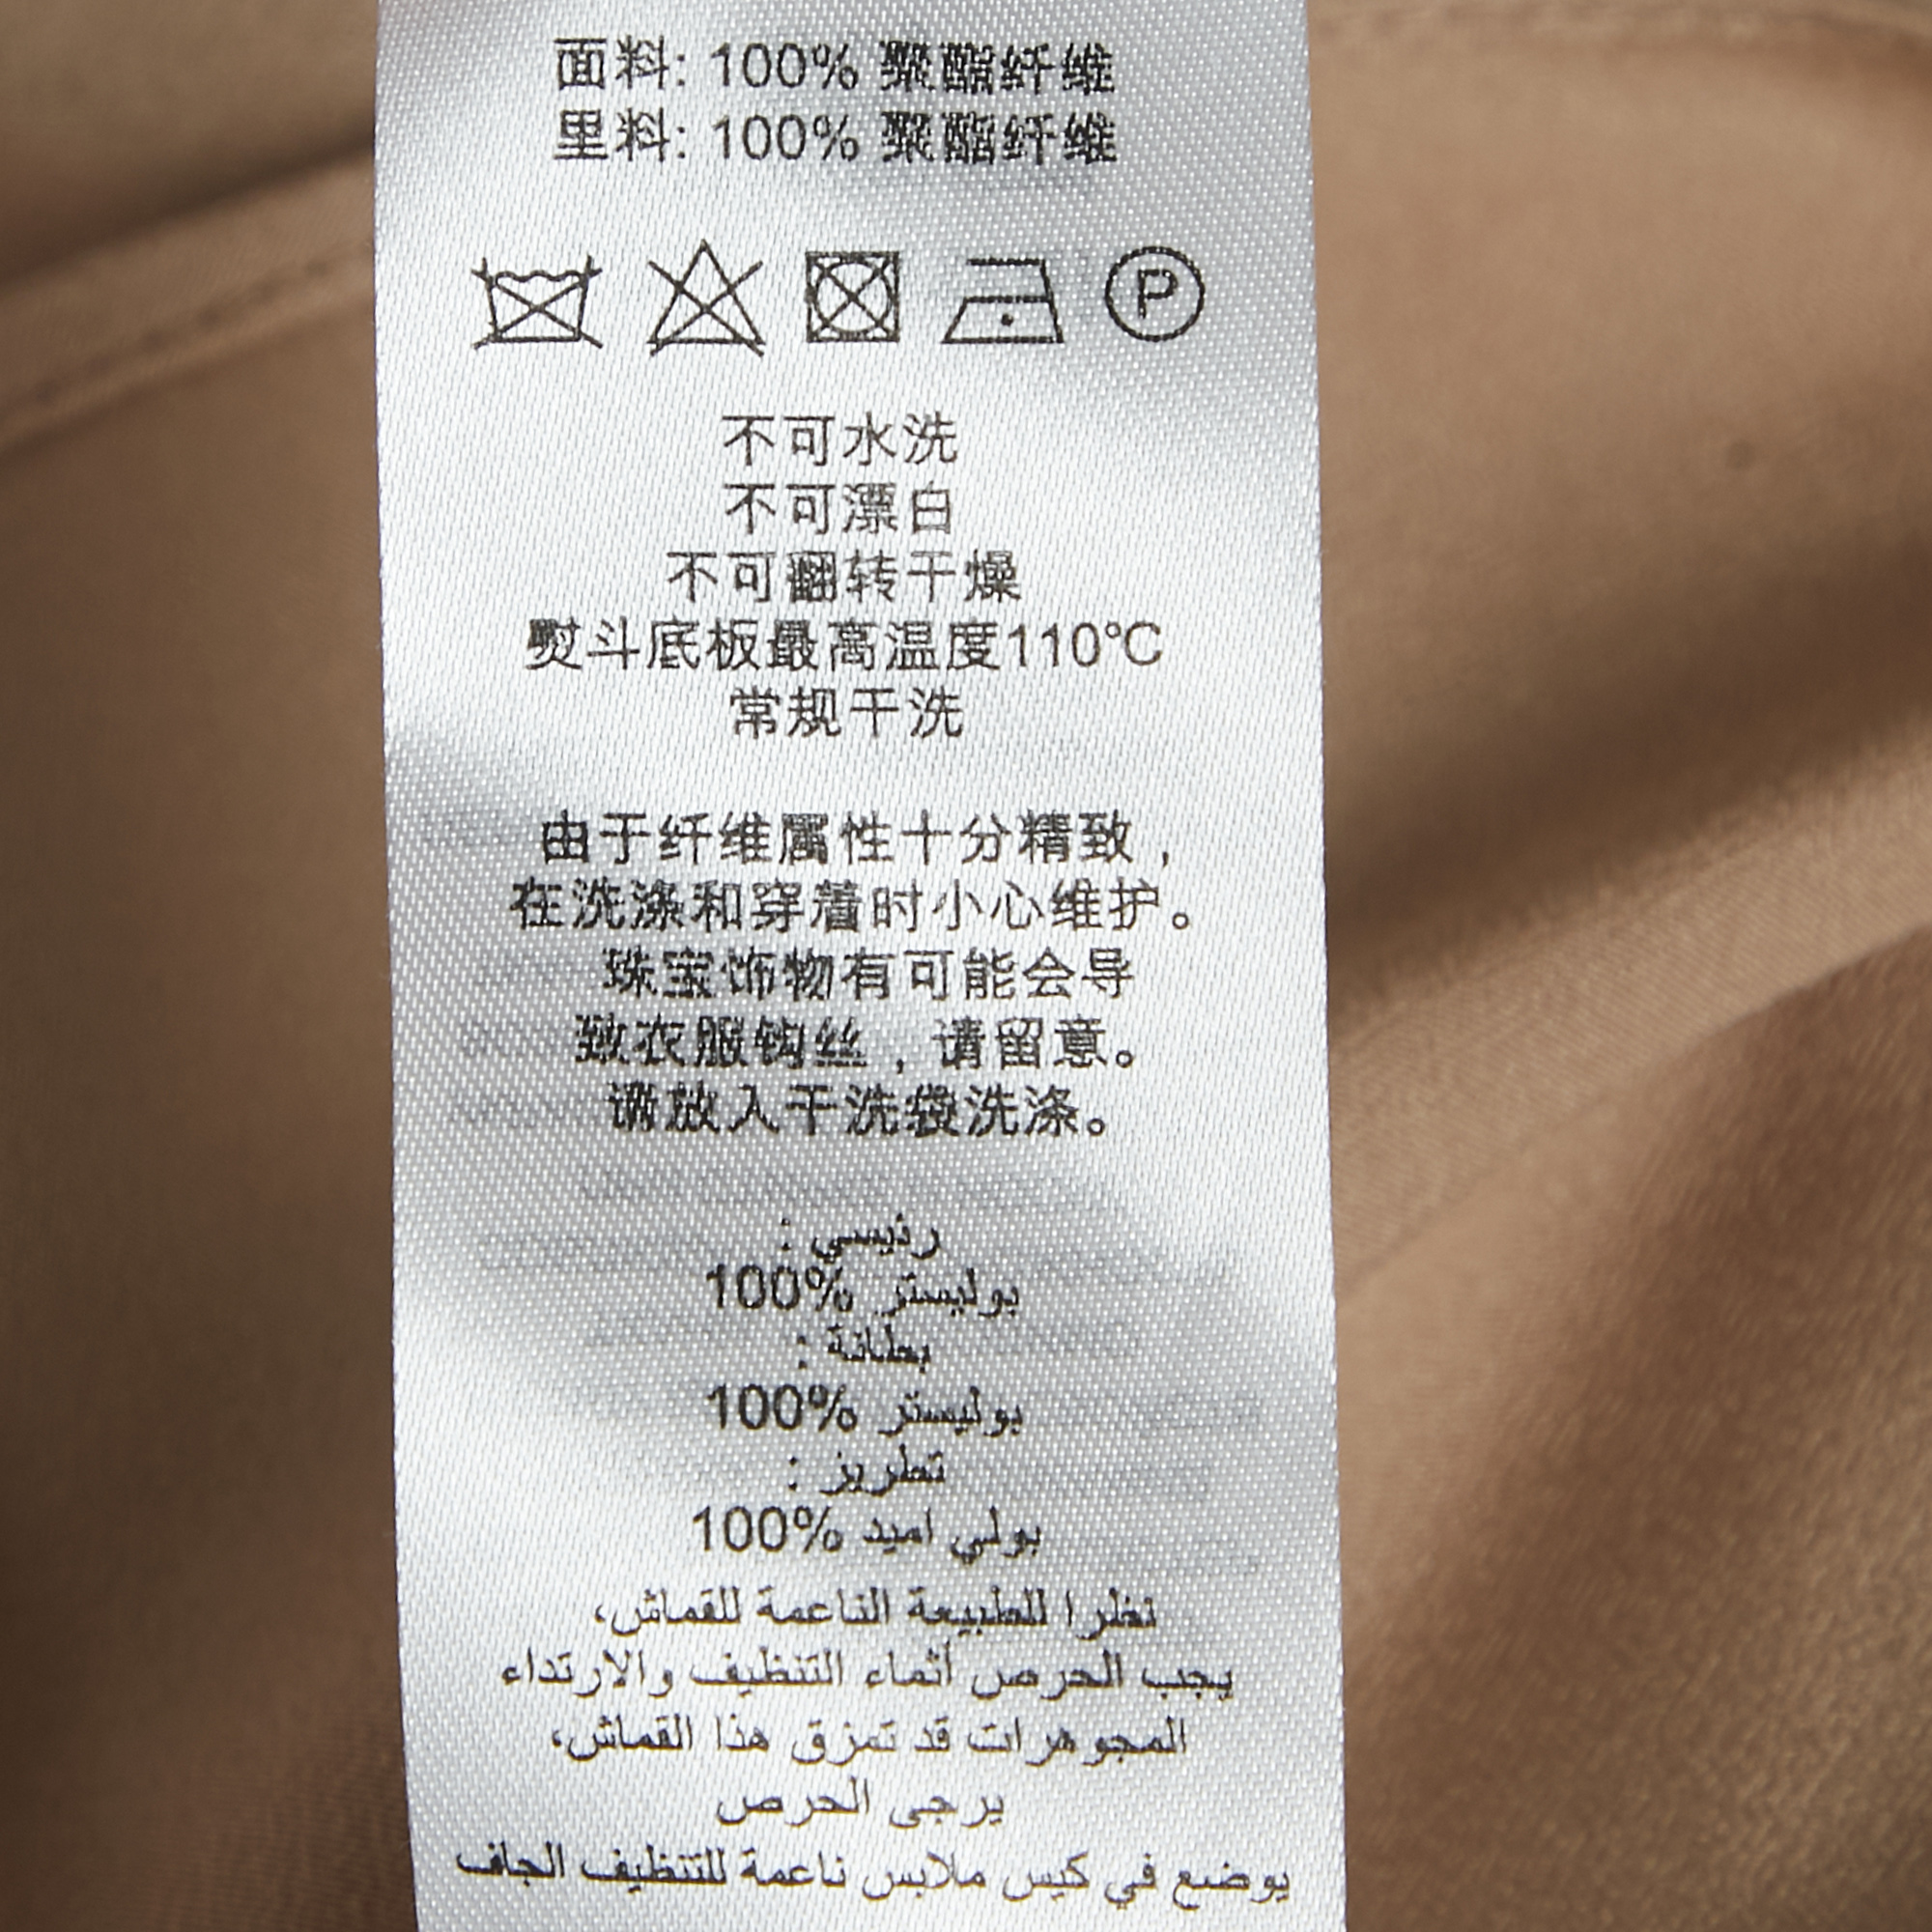 面料: 100% 聚酯纤维
里料: 100% 聚酯纤维
P
不可水洗
不可漂白
不可翻转干燥
熨斗底板最高温度110℃
常规干洗
由于纤维属性十分精致，
在洗涤和穿着时小心维护。
珠宝饰物有可能会导
致衣服钩丝，请留意。
请放入干洗袋洗涤。
رئيسي :
بوليستر %100
بطانة :
بوليستر %100
تطريز :
بولي اميد %100
نظرا للطبيعة الناعمة للقماش،
يجب الحرص أثماء التنظيف والارتداء
المجوهرات قد تمزق هذا القماش،
يرجى الحرص
يوضع في كيس ملابس ناعمة للتنظيف الجاف